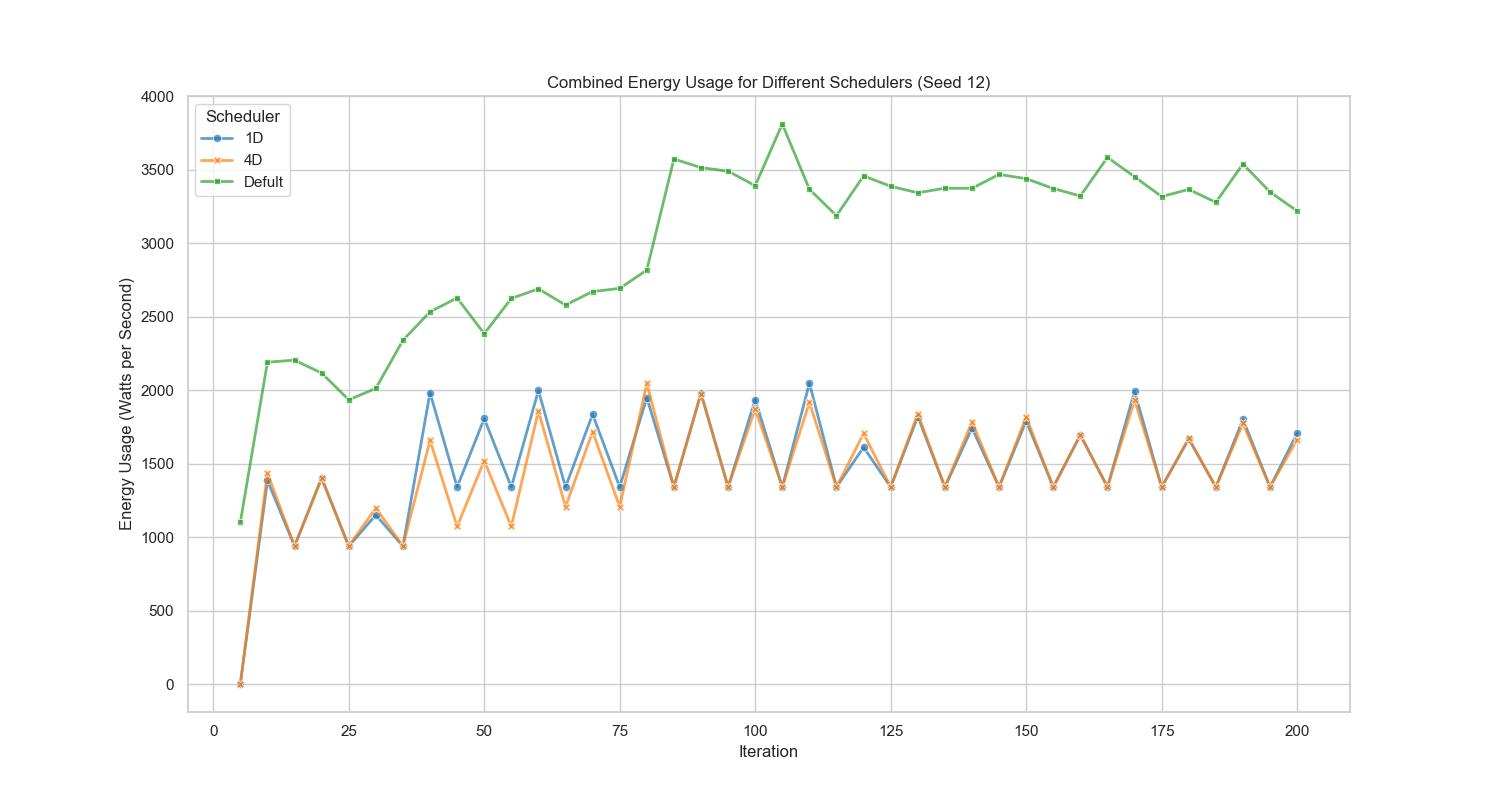 Combined Energy Usage for Different Schedulers (Seed 12)
4000
3500
3000
2500
2000
1500
1000
500
0
Energy Usage (Watts per Second)
Scheduler
1D
4D
Defult
0 25 50 75 100 125 150 175 200
Iteration